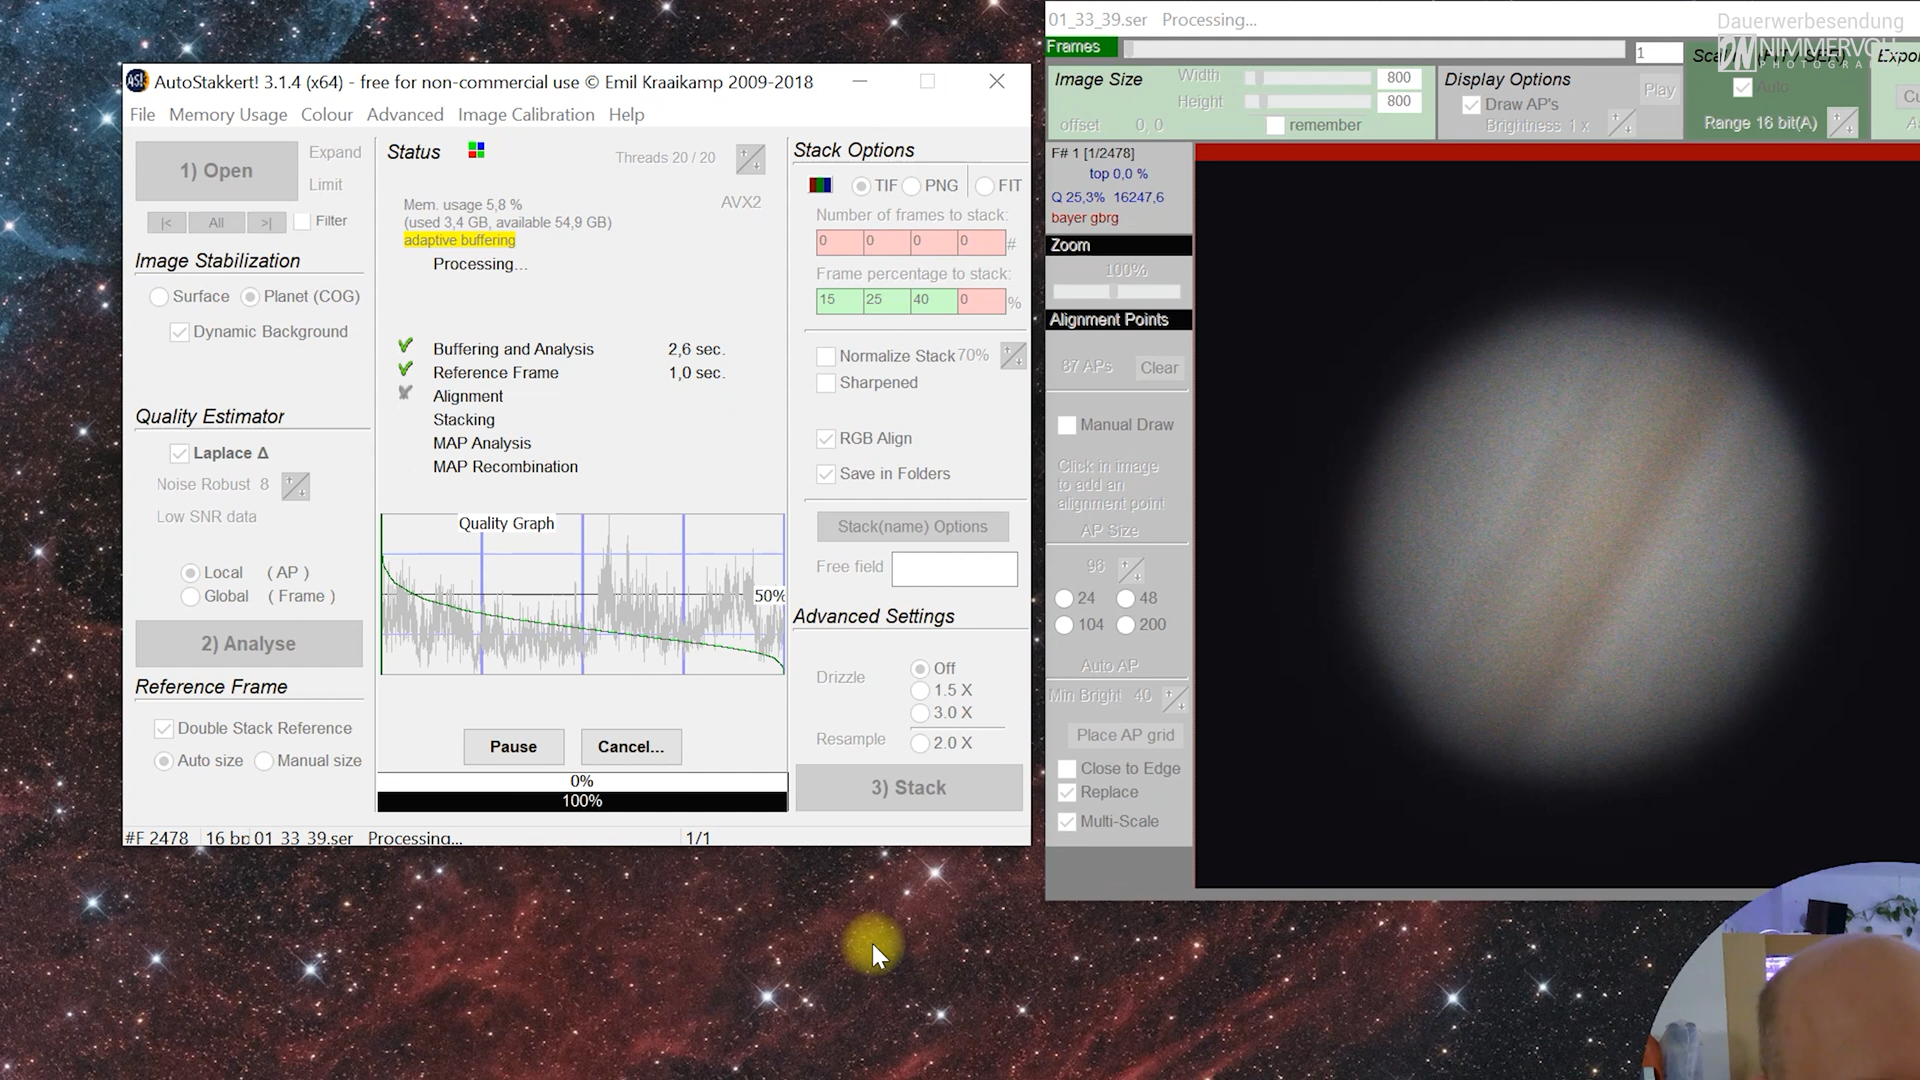 01_33_39.ser Processing...
Dauerwerbesendung
NIMMERVOLL
PHOTOGRA
AutoStakkert! 3.1.4 (x64) - free for non-commercial use © Emil Kraaikamp 2009-2018
File Memory Usage Colour Advanced Image Calibration Help
1) Open
Expand
Limit
|< All >| Filter
Image Stabilization
Surface Planet (COG)
Dynamic Background
Quality Estimator
Laplace Δ
Noise Robust 8
Low SNR data
Local ( AP )
Global ( Frame )
2) Analyse
Reference Frame
Double Stack Reference
Auto size Manual size
Status
Threads 20 / 20
AVX2
Mem. usage 5,8 %
(used 3,4 GB, available 54,9 GB)
adaptive buffering
Processing...
Buffering and Analysis 2,6 sec.
Reference Frame 1,0 sec.
Alignment
Stacking
MAP Analysis
MAP Recombination
Quality Graph
50%
Pause Cancel...
0%
100%
#F 2478 16 bp 01_33_39.ser Processing... 1/1
Stack Options
TIF PNG FIT
Number of frames to stack:
0 0 0 0 #
Frame percentage to stack:
15 25 40 0 %
Normalize Stack 70%
Sharpened
RGB Align
Save in Folders
Stack(name) Options
Free field
Advanced Settings
Drizzle Off
1.5 X
3.0 X
Resample 2.0 X
3) Stack
Frames 1
Image Size Width 800
Height 800
offset 0, 0 remember
Display Options
Draw AP's Play
Brightness 1 x
(FIT/SER)
Auto
Range 16 bit(A)
F# 1 [1/2478]
top 0,0 %
Q 25,3% 16247,6
bayer gbrg
Zoom
100%
Alignment Points
87 APs Clear
Manual Draw
Click in image
to add an
alignment point
AP Size
96
24 48
104 200
Auto AP
Min Bright 40
Place AP grid
Close to Edge
Replace
Multi-Scale